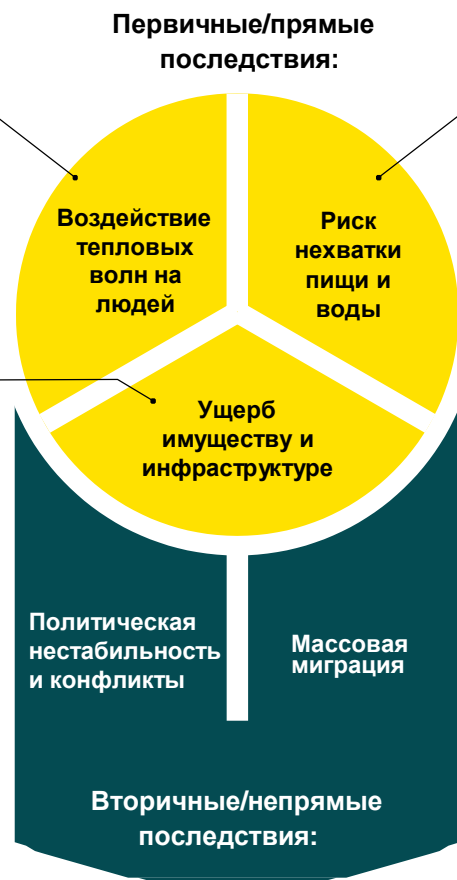 Первичные/прямые
последствия:
Воздействие
тепловых
волн на
людей
Риск
нехватки
пищи и
воды
Ущерб
имуществу и
инфраструктуре
Политическая
нестабильность
и конфликты
Массовая
миграция
Вторичные/непрямые
последствия: